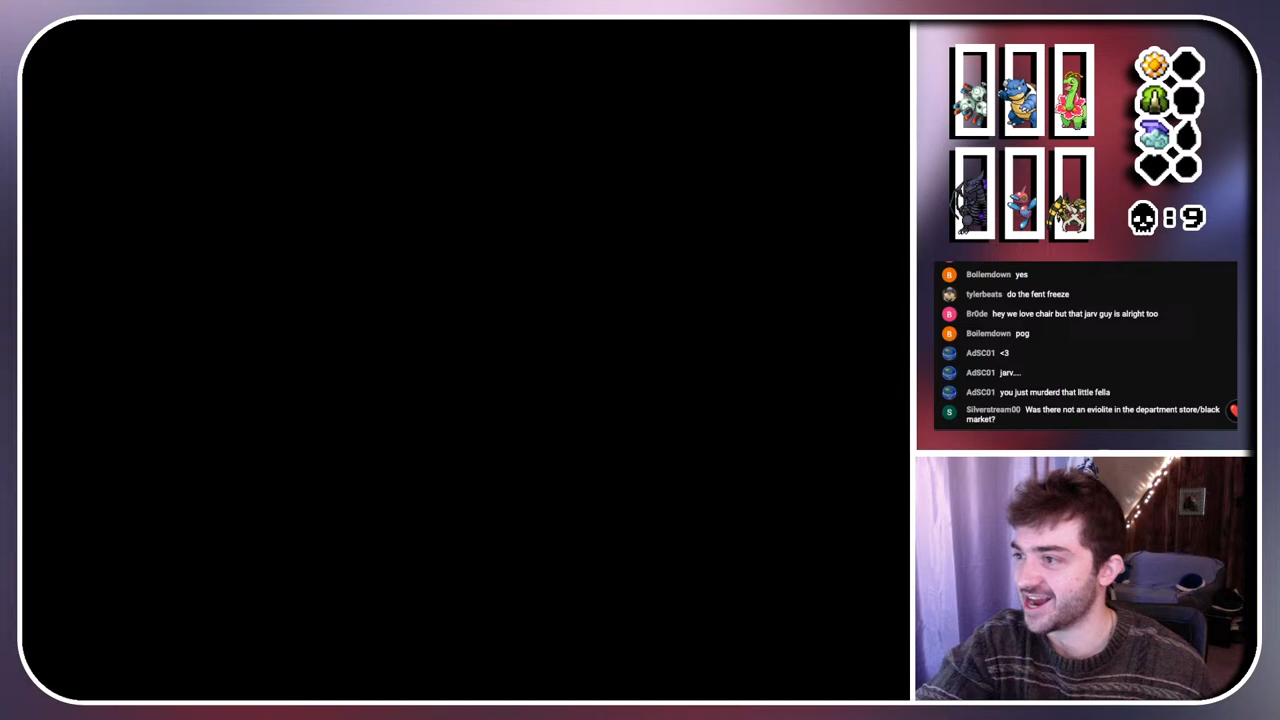 :9
B Boilemdown yes
tylerbeats do the fent freeze
B Br0de hey we love chair but that jarv guy is alright too
B Boilemdown pog
AdSC01 <3
AdSC01 jarv....
AdSC01 you just murderd that little fella
S Silverstream00 Was there not an eviolite in the department store/black
market?